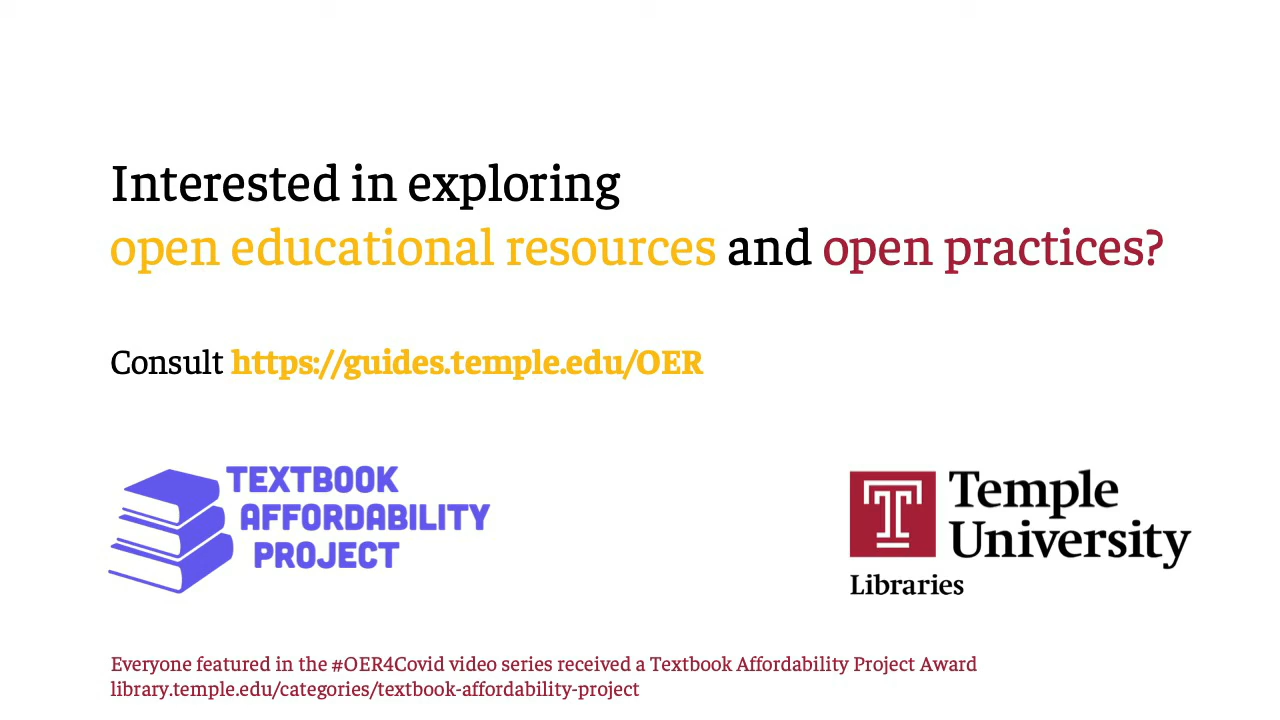 Interested in exploring
open educational resources and open practices?
Consult https://guides.temple.edu/OER
TEXTBOOK
AFFORDABILITY
PROJECT
Temple
University
Libraries
Everyone featured in the #OER4Covid video series received a Textbook Affordability Project Award
library.temple.edu/categories/textbook-affordability-project